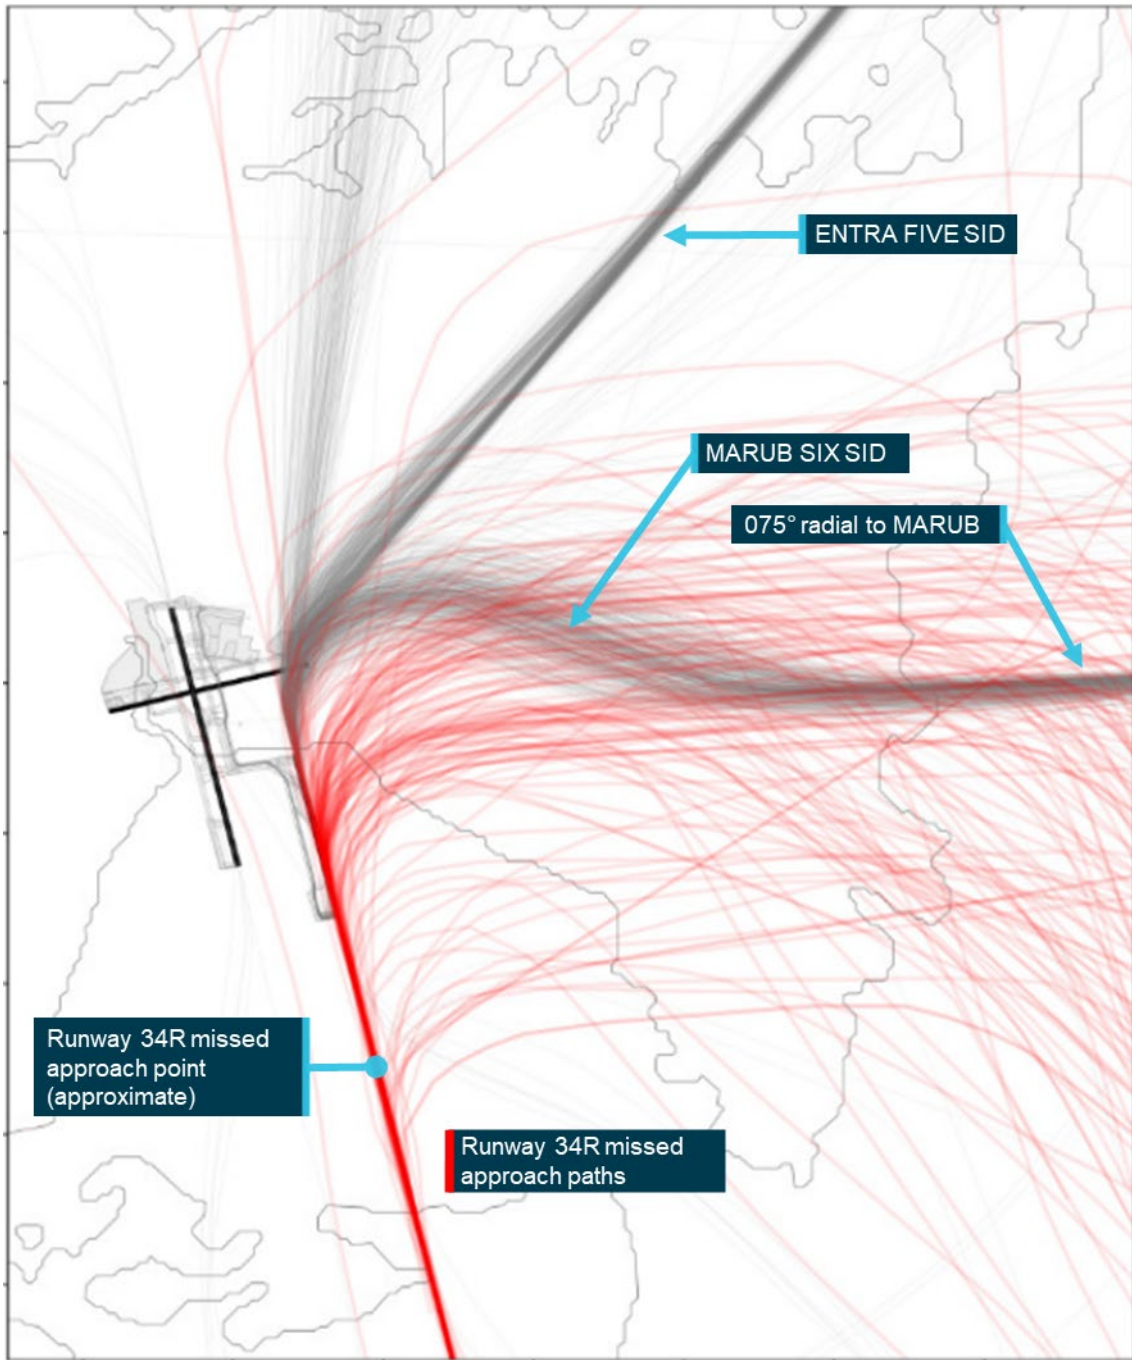 ENTRA FIVE SID
MARUB SIX SID
075° radial to MARUB
Runway 34R missed
approach point
(approximate)
Runway 34R missed
approach paths